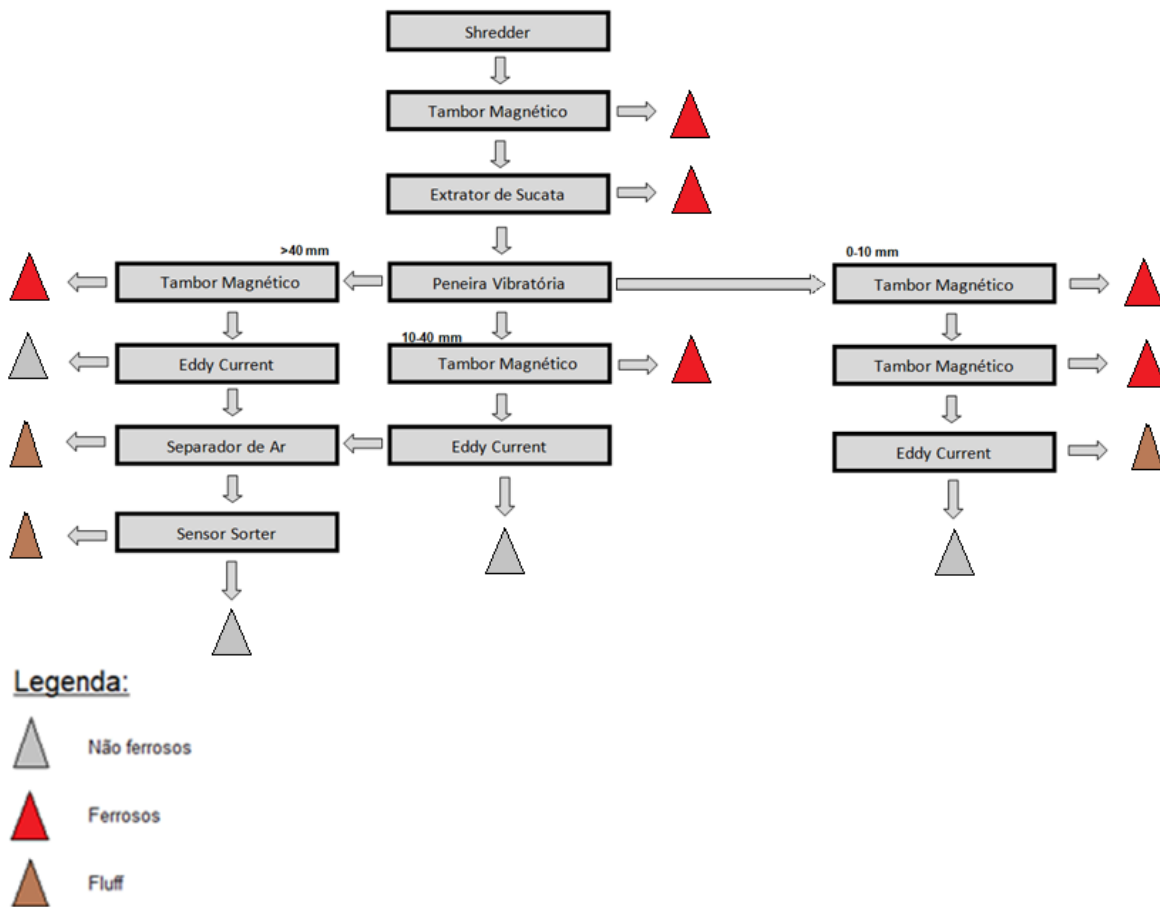 Shredder
Tambor Magnético
Extrator de Sucata
>40 mm
0-10 mm
Tambor Magnético
Peneira Vibratória
Tambor Magnético
10-40 mm
Eddy Current
Tambor Magnético
Tambor Magnético
Separador de Ar
Eddy Current
Eddy Current
Sensor Sorter
Legenda:
Não ferrosos
Ferrosos
Fluff